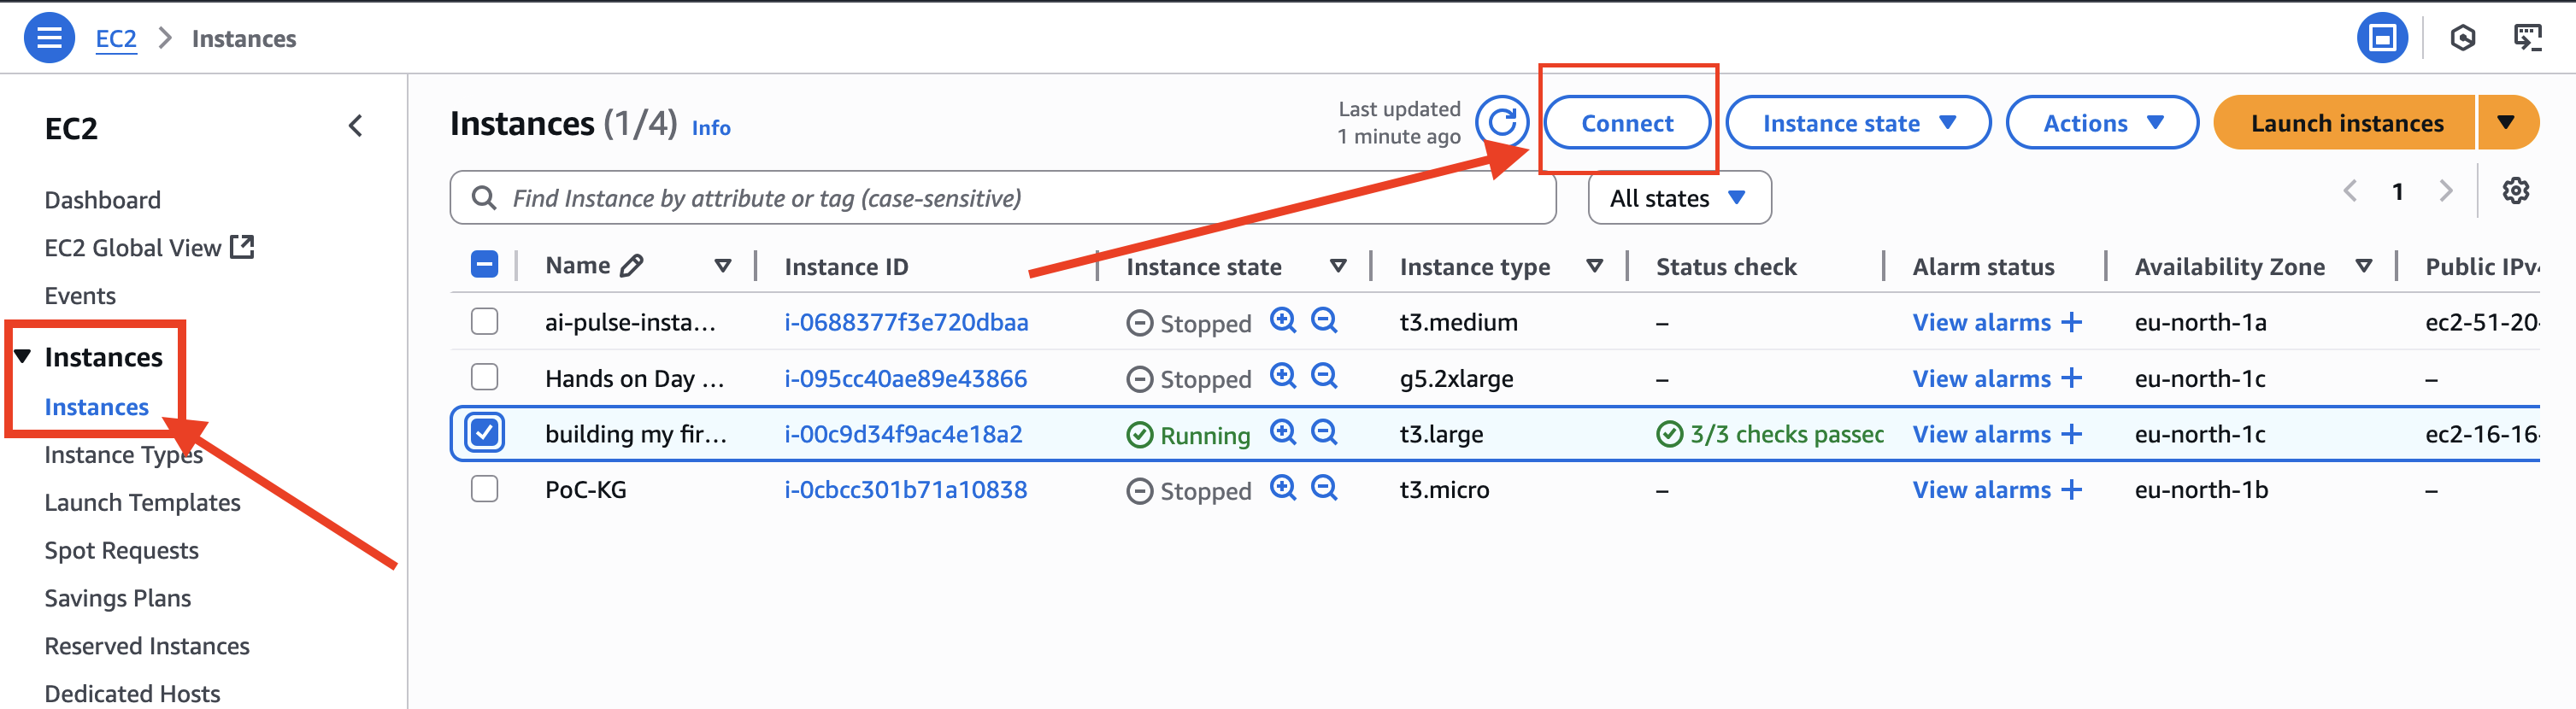 EC2 Instances
EC2
Dashboard
EC2 Global View
Events
Instances
Instances
Instance Types
Launch Templates
Spot Requests
Savings Plans
Reserved Instances
Dedicated Hosts
Instances (1/4) Info
Last updated
1 minute ago
Connect
Instance state
Actions
Launch instances
Find Instance by attribute or tag (case-sensitive)
All states
1
Name Instance ID Instance state Instance type Status check Alarm status Availability Zone Public IPv4
ai-pulse-insta... i-0688377f3e720dbaa Stopped t3.medium – View alarms + eu-north-1a ec2-51-20-
Hands on Day ... i-095cc40ae89e43866 Stopped g5.2xlarge – View alarms + eu-north-1c –
building my fir... i-00c9d34f9ac4e18a2 Running t3.large 3/3 checks passed View alarms + eu-north-1c ec2-16-16-
PoC-KG i-0cbcc301b71a10838 Stopped t3.micro – View alarms + eu-north-1b –